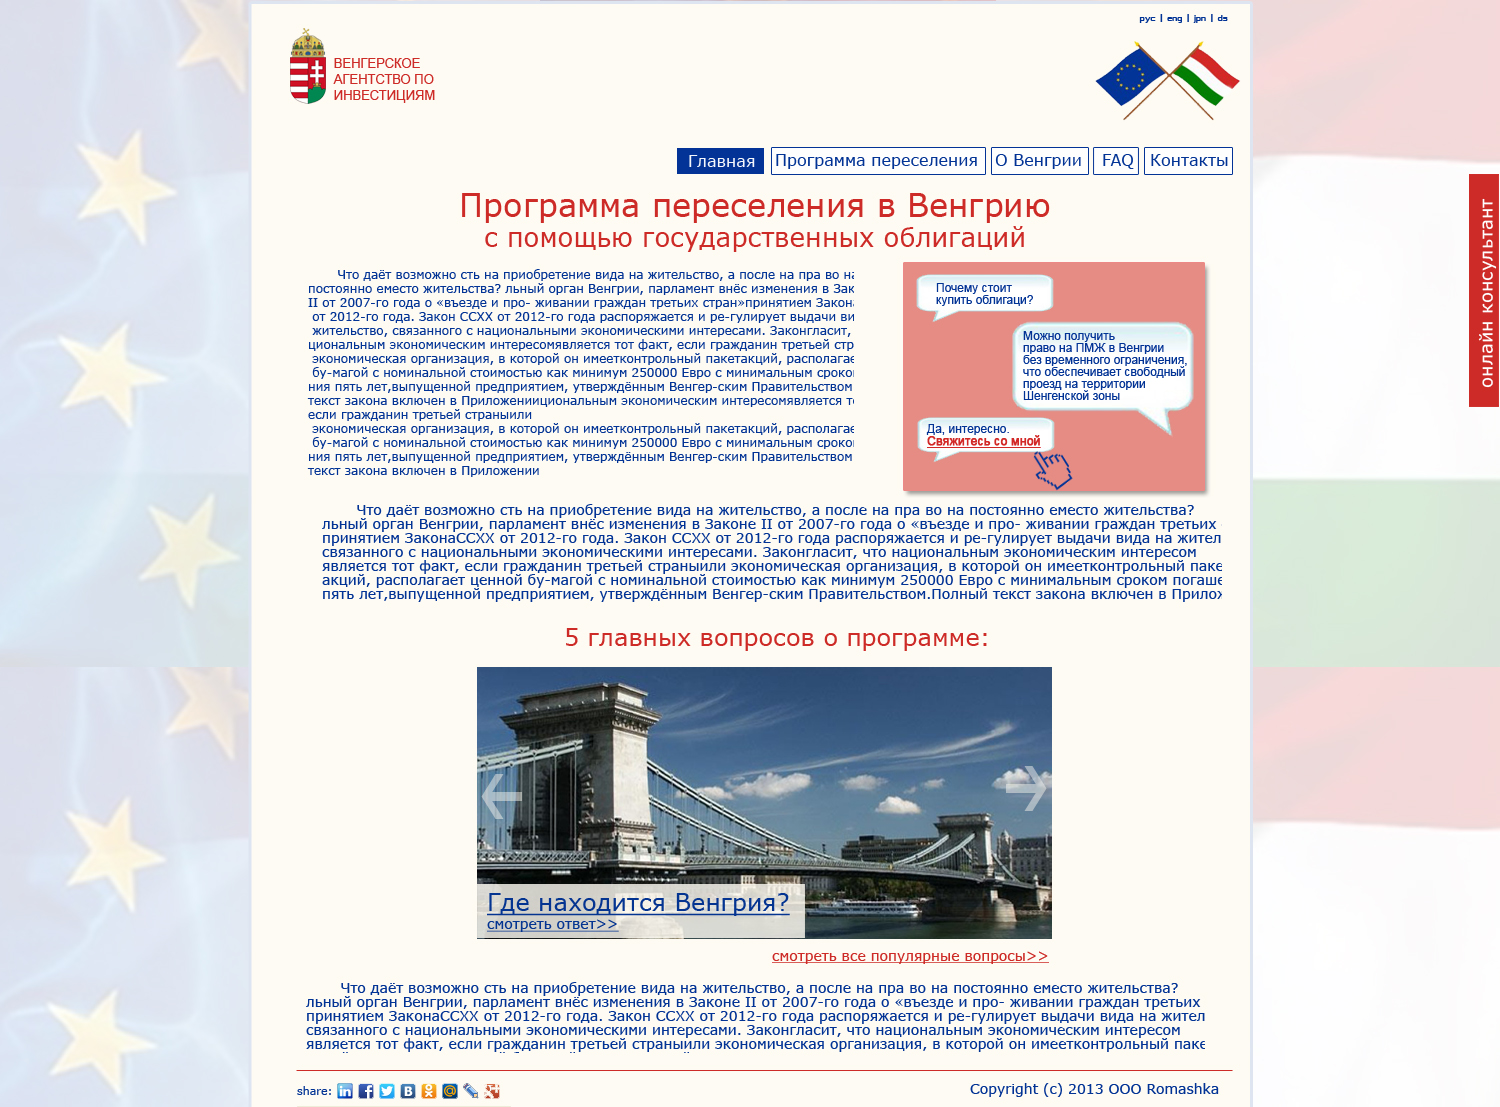 рус | eng | jpn | ds
ВЕНГЕРСКОЕ
АГЕНТСТВО ПО
ИНВЕСТИЦИЯМ
Главная Программа переселения О Венгрии FAQ Контакты
онлайн консультант
Программа переселения в Венгрию
с помощью государственных облигаций
Что даёт возможно сть на приобретение вида на жительство, а после на пра во на
постоянно еместо жительства? льный орган Венгрии, парламент внёс изменения в Зак
II от 2007-го года о «въезде и про- живании граждан третьих стран»принятием Закона
от 2012-го года. Закон CCXX от 2012-го года распоряжается и ре-гулирует выдачи ви
жительство, связанного с национальными экономическими интересами. Законгласит,
циональным экономическим интересомявляется тот факт, если гражданин третьей стр
экономическая организация, в которой он имеетконтрольный пакетакций, располагае
бу-магой с номинальной стоимостью как минимум 250000 Евро с минимальным сроко
ния пять лет,выпущенной предприятием, утверждённым Венгер-ским Правительством
текст закона включен в Приложениициональным экономическим интересомявляется т
если гражданин третьей страныили
экономическая организация, в которой он имеетконтрольный пакетакций, располагае
бу-магой с номинальной стоимостью как минимум 250000 Евро с минимальным сроко
ния пять лет,выпущенной предприятием, утверждённым Венгер-ским Правительством
текст закона включен в Приложении
Почему стоит
купить облигаци?
Можно получить
право на ПМЖ в Венгрии
без временного ограничения,
что обеспечивает свободный
проезд на территории
Шенгенской зоны
Да, интересно.
Свяжитесь со мной
Что даёт возможно сть на приобретение вида на жительство, а после на пра во на постоянно еместо жительства?
льный орган Венгрии, парламент внёс изменения в Законе II от 2007-го года о «въезде и про- живании граждан третьих
принятием ЗаконаCCXX от 2012-го года. Закон CCXX от 2012-го года распоряжается и ре-гулирует выдачи вида на жител
связанного с национальными экономическими интересами. Законгласит, что национальным экономическим интересом
является тот факт, если гражданин третьей страныили экономическая организация, в которой он имеетконтрольный паке
акций, располагает ценной бу-магой с номинальной стоимостью как минимум 250000 Евро с минимальным сроком погаше
пять лет,выпущенной предприятием, утверждённым Венгер-ским Правительством.Полный текст закона включен в Прилож
5 главных вопросов о программе:
Где находится Венгрия?
смотреть ответ>>
смотреть все популярные вопросы>>
Что даёт возможно сть на приобретение вида на жительство, а после на пра во на постоянно еместо жительства?
льный орган Венгрии, парламент внёс изменения в Законе II от 2007-го года о «въезде и про- живании граждан третьих
принятием ЗаконаCCXX от 2012-го года. Закон CCXX от 2012-го года распоряжается и ре-гулирует выдачи вида на жител
связанного с национальными экономическими интересами. Законгласит, что национальным экономическим интересом
является тот факт, если гражданин третьей страныили экономическая организация, в которой он имеетконтрольный паке
share:
Copyright (c) 2013 ООО Romashka